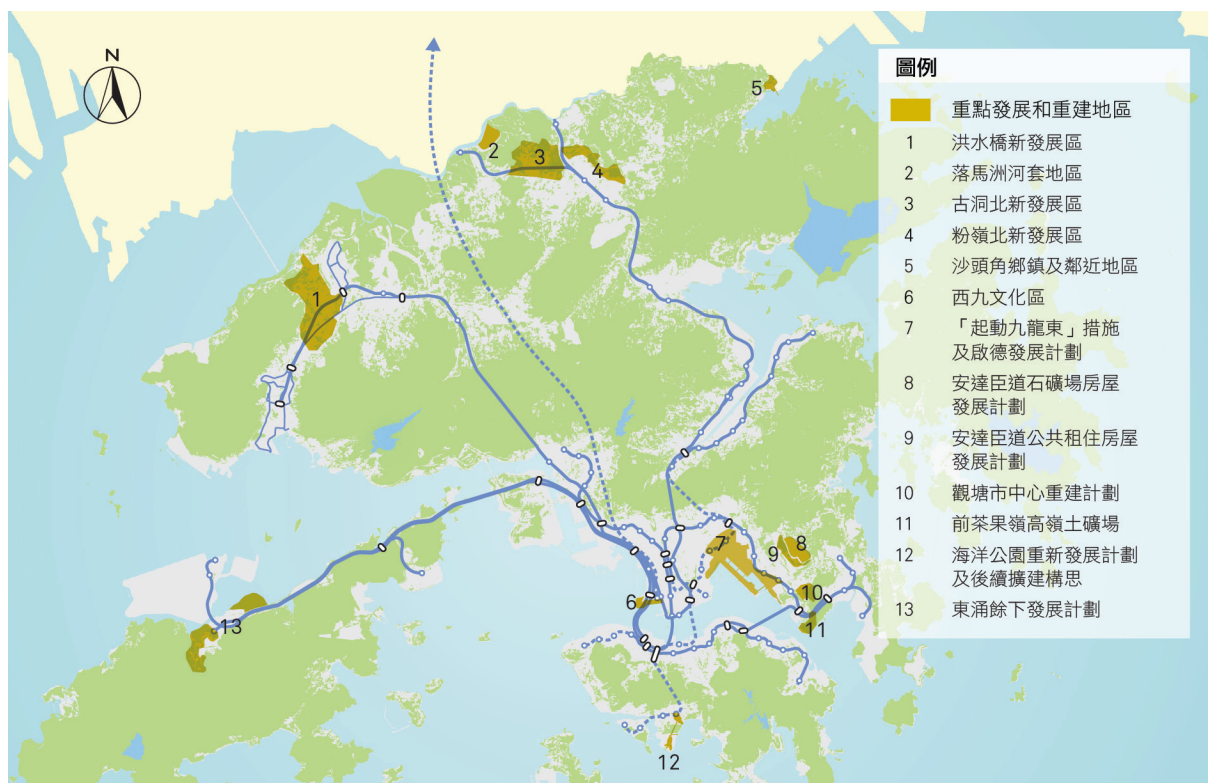 N
圖例
重點發展和重建地區
1 洪水橋新發展區
2 落馬洲河套地區
3 古洞北新發展區
4 粉嶺北新發展區
5 沙頭角鄉鎮及鄰近地區
6 西九文化區
7 「起動九龍東」措施
及啟德發展計劃
8 安達臣道石礦場房屋
發展計劃
9 安達臣道公共租住房屋
發展計劃
10 觀塘市中心重建計劃
11 前茶果嶺高嶺土礦場
12 海洋公園重新發展計劃
及後續擴建構思
13 東涌餘下發展計劃
5
2
3
4
1
7
9
8
6
10
11
13
12